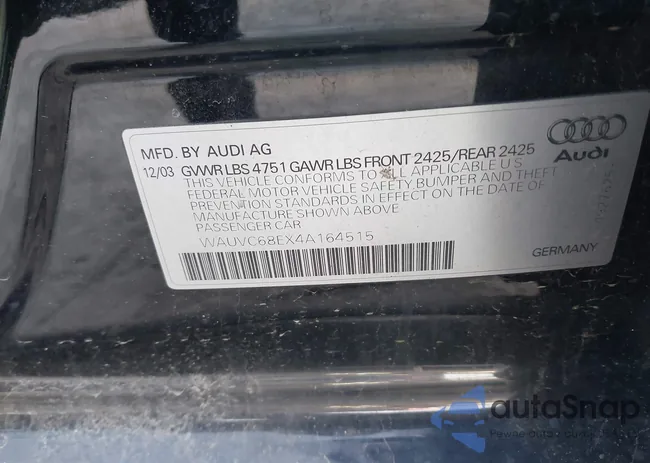 MFD. BY AUDI AG
12/03 GVWR LBS 4751 GAWR LBS FRONT 2425/REAR 2425
THIS VEHICLE CONFORMS TO ALL APPLICABLE U S
FEDERAL MOTOR VEHICLE SAFETY, BUMPER AND THEFT
PREVENTION STANDARDS IN EFFECT ON THE DATE OF
MANUFACTURE SHOWN ABOVE
PASSENGER CAR
WAUVC68EX4A164515
Audi
GERMANY
autoSnap